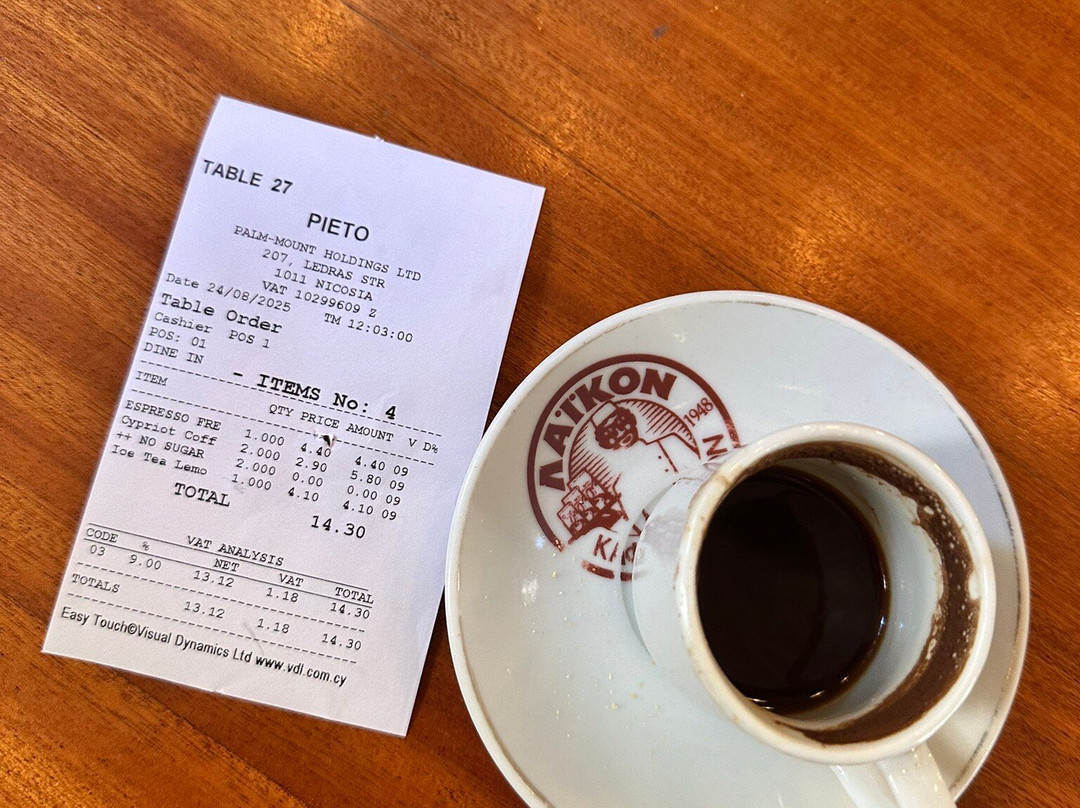 TABLE 27
PIETO
PALM-MOUNT HOLDINGS LTD
207, LEDRAS STR
1011 NICOSIA
VAT 10299609 Z
Date 24/08/2025 TM 12:03:00
Table Order
Cashier POS 1
POS: 01
DINE IN
- ITEMS No: 4
ITEM QTY PRICE AMOUNT V D%
ESPRESSO FRE 1.000 4.40 4.40 09
Cypriot Coff 2.000 2.90 5.80 09
++ NO SUGAR 2.000 0.00 0.00 09
Ice Tea Lemo 1.000 4.10 4.10 09
TOTAL 14.30
VAT ANALYSIS
CODE % NET VAT TOTAL
03 9.00 13.12 1.18 14.30
TOTALS 13.12 1.18 14.30
Easy Touch©Visual Dynamics Ltd www.vdl.com.cy
ΛΑΪΚΟΝ
1948